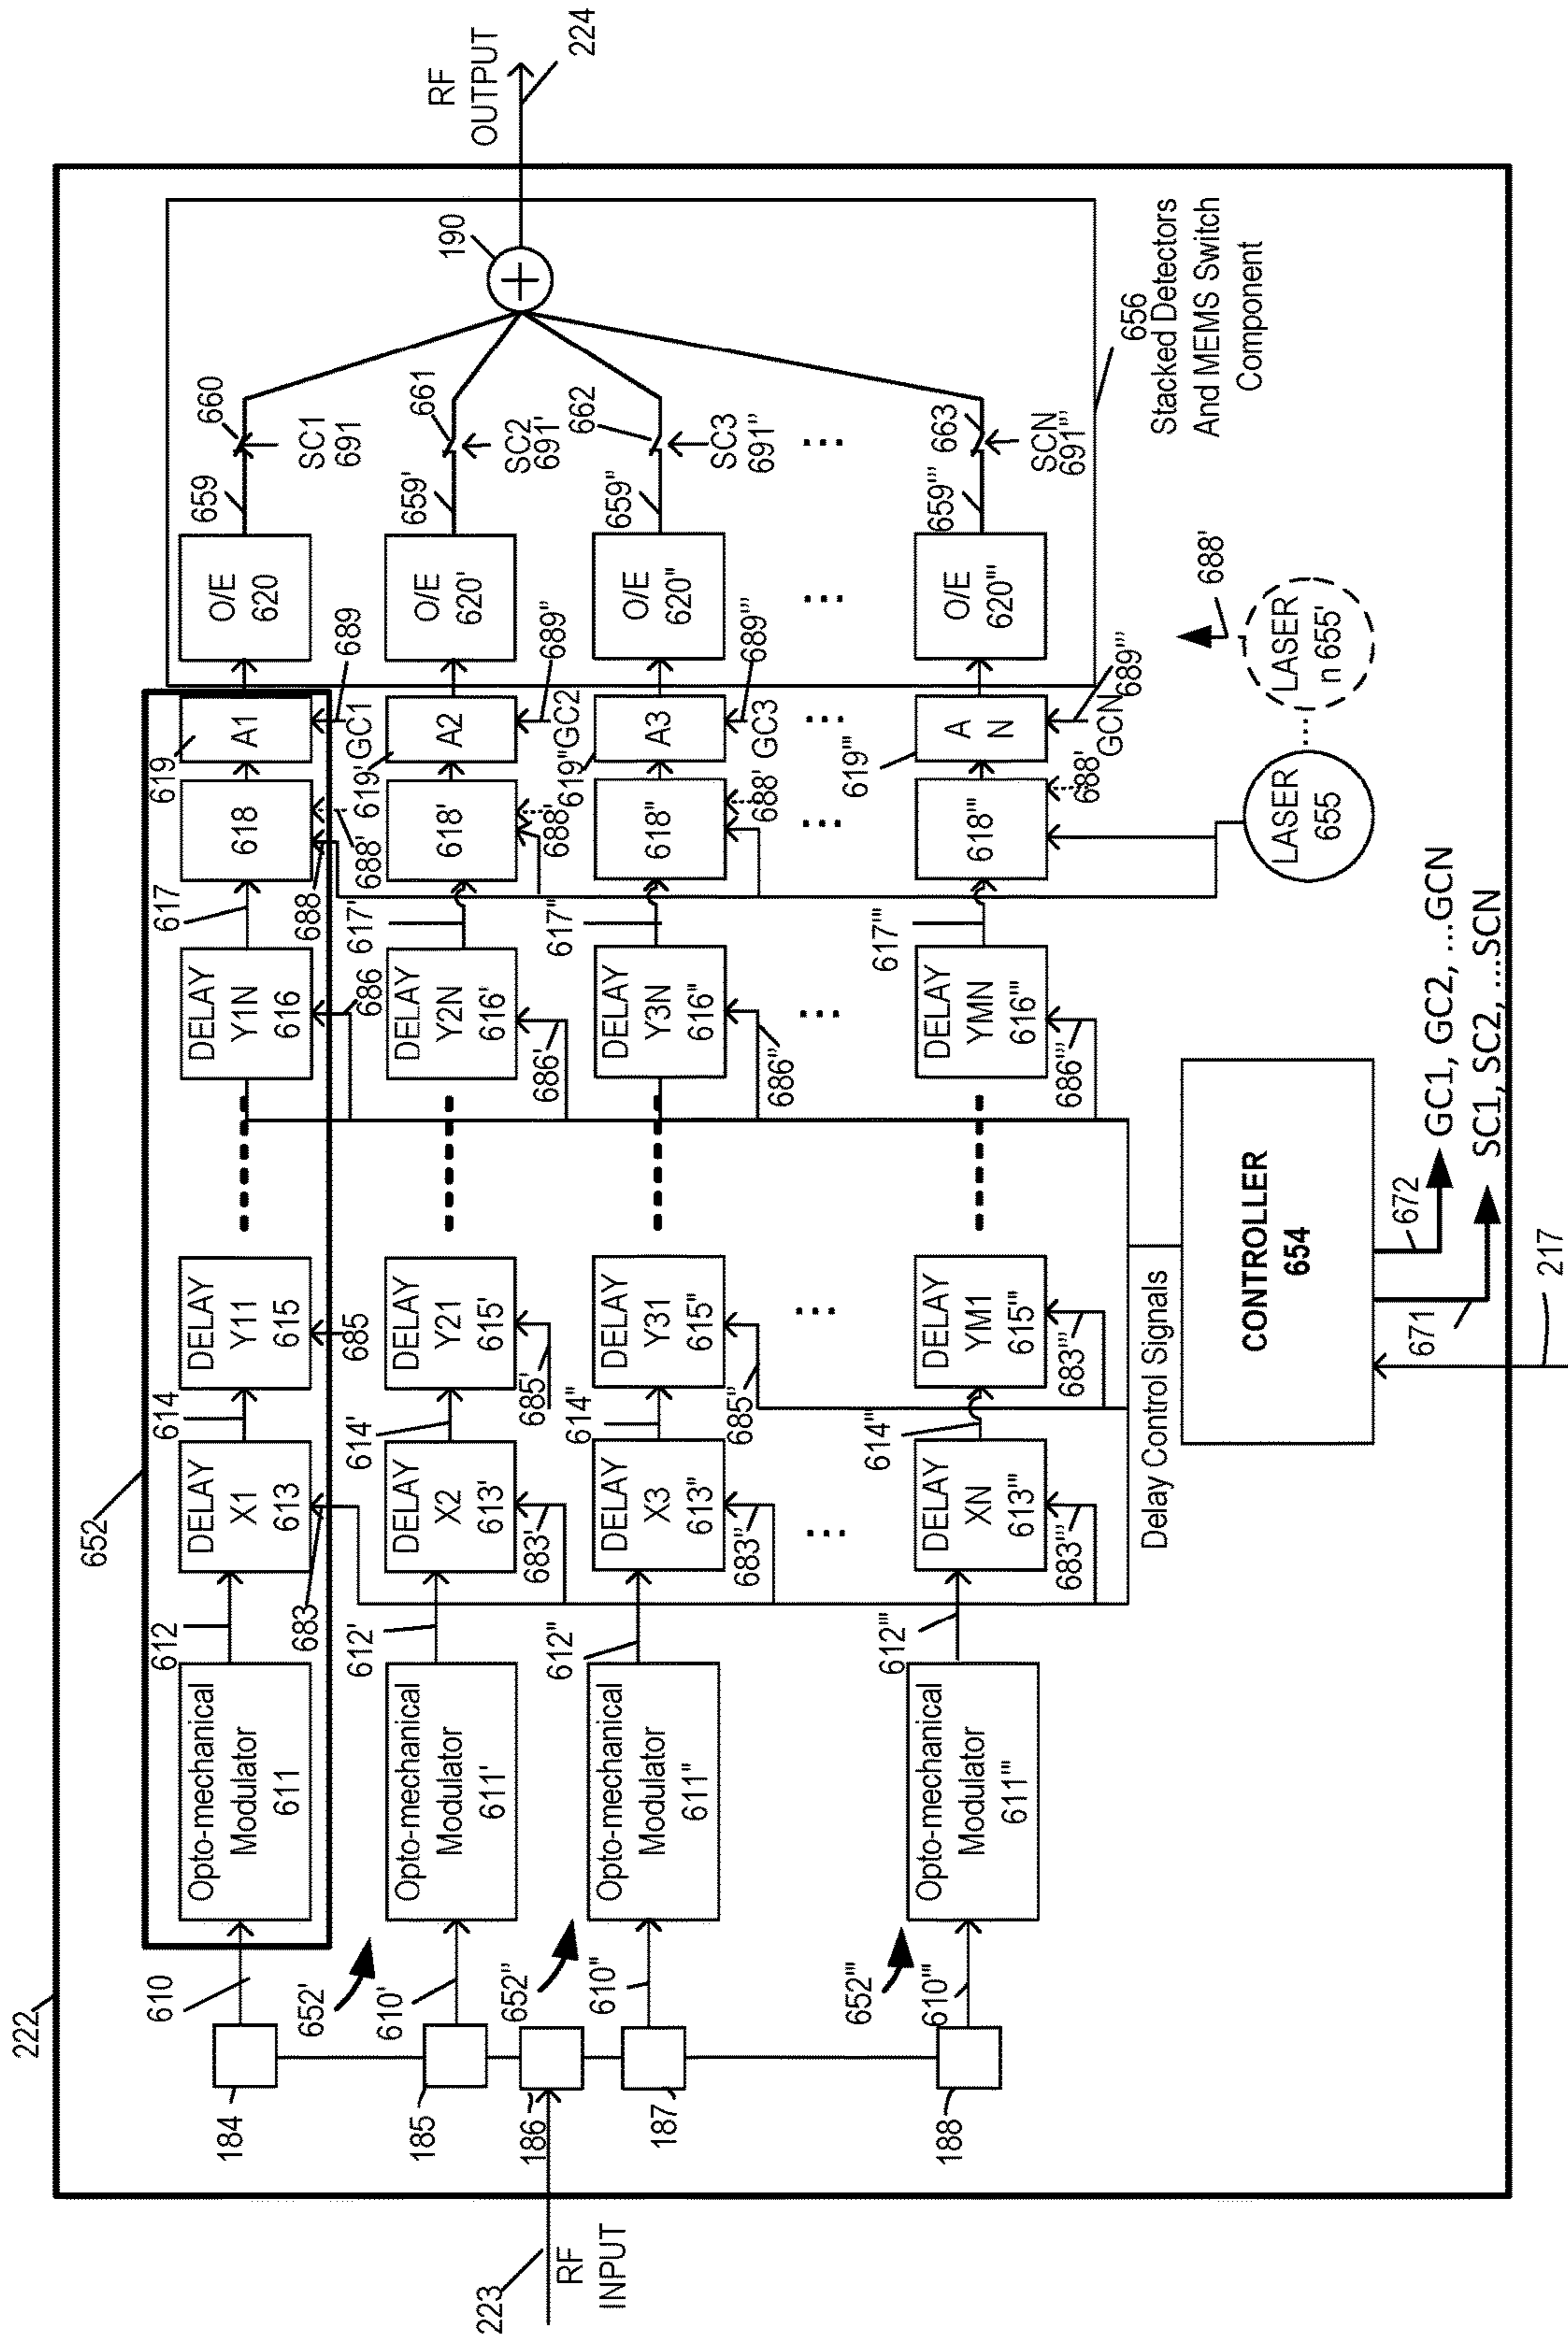 222
652
RF
INPUT
223
184
185
186
187
188
610
652'
610'
652"
610"
652'''
610'''
Opto-mechanical
Modulator
611
Opto-mechanical
Modulator
611'
Opto-mechanical
Modulator
611"
Opto-mechanical
Modulator
611'''
612
612'
612"
612'''
683
683'
683"
683'''
DELAY
X1
613
DELAY
X2
613'
DELAY
X3
613"
...
DELAY
XN
613'''
614
614'
614"
614'''
685
685'
685"
683'''
DELAY
Y11
615
DELAY
Y21
615'
DELAY
Y31
615"
...
DELAY
YM1
615'''
DELAY
Y1N
616
DELAY
Y2N
616'
DELAY
Y3N
616"
...
DELAY
YMN
616'''
686
686'
686"
686'''
617
617'
617"
617'''
688
688'
688'
688'
688'
618
618'
618"
...
618'''
619
619'
619"
619'''
A1
A2
A3
...
A
N
GC1
689
GC2
689"
GC3
689'''
GCN
689'''
O/E
620
O/E
620'
O/E
620"
...
O/E
620'''
659
659'
659"
659'''
660
661
662
663
SC1
691
SC2
691'
SC3
691"
...
SCN
691'''
190
RF
OUTPUT
224
656
Stacked Detectors
And MEMS Switch
Component
LASER
655
...
LASER
n 655'
688'
Delay Control Signals
CONTROLLER
654
672
GC1, GC2, ...GCN
671
SC1, SC2, ...SCN
217